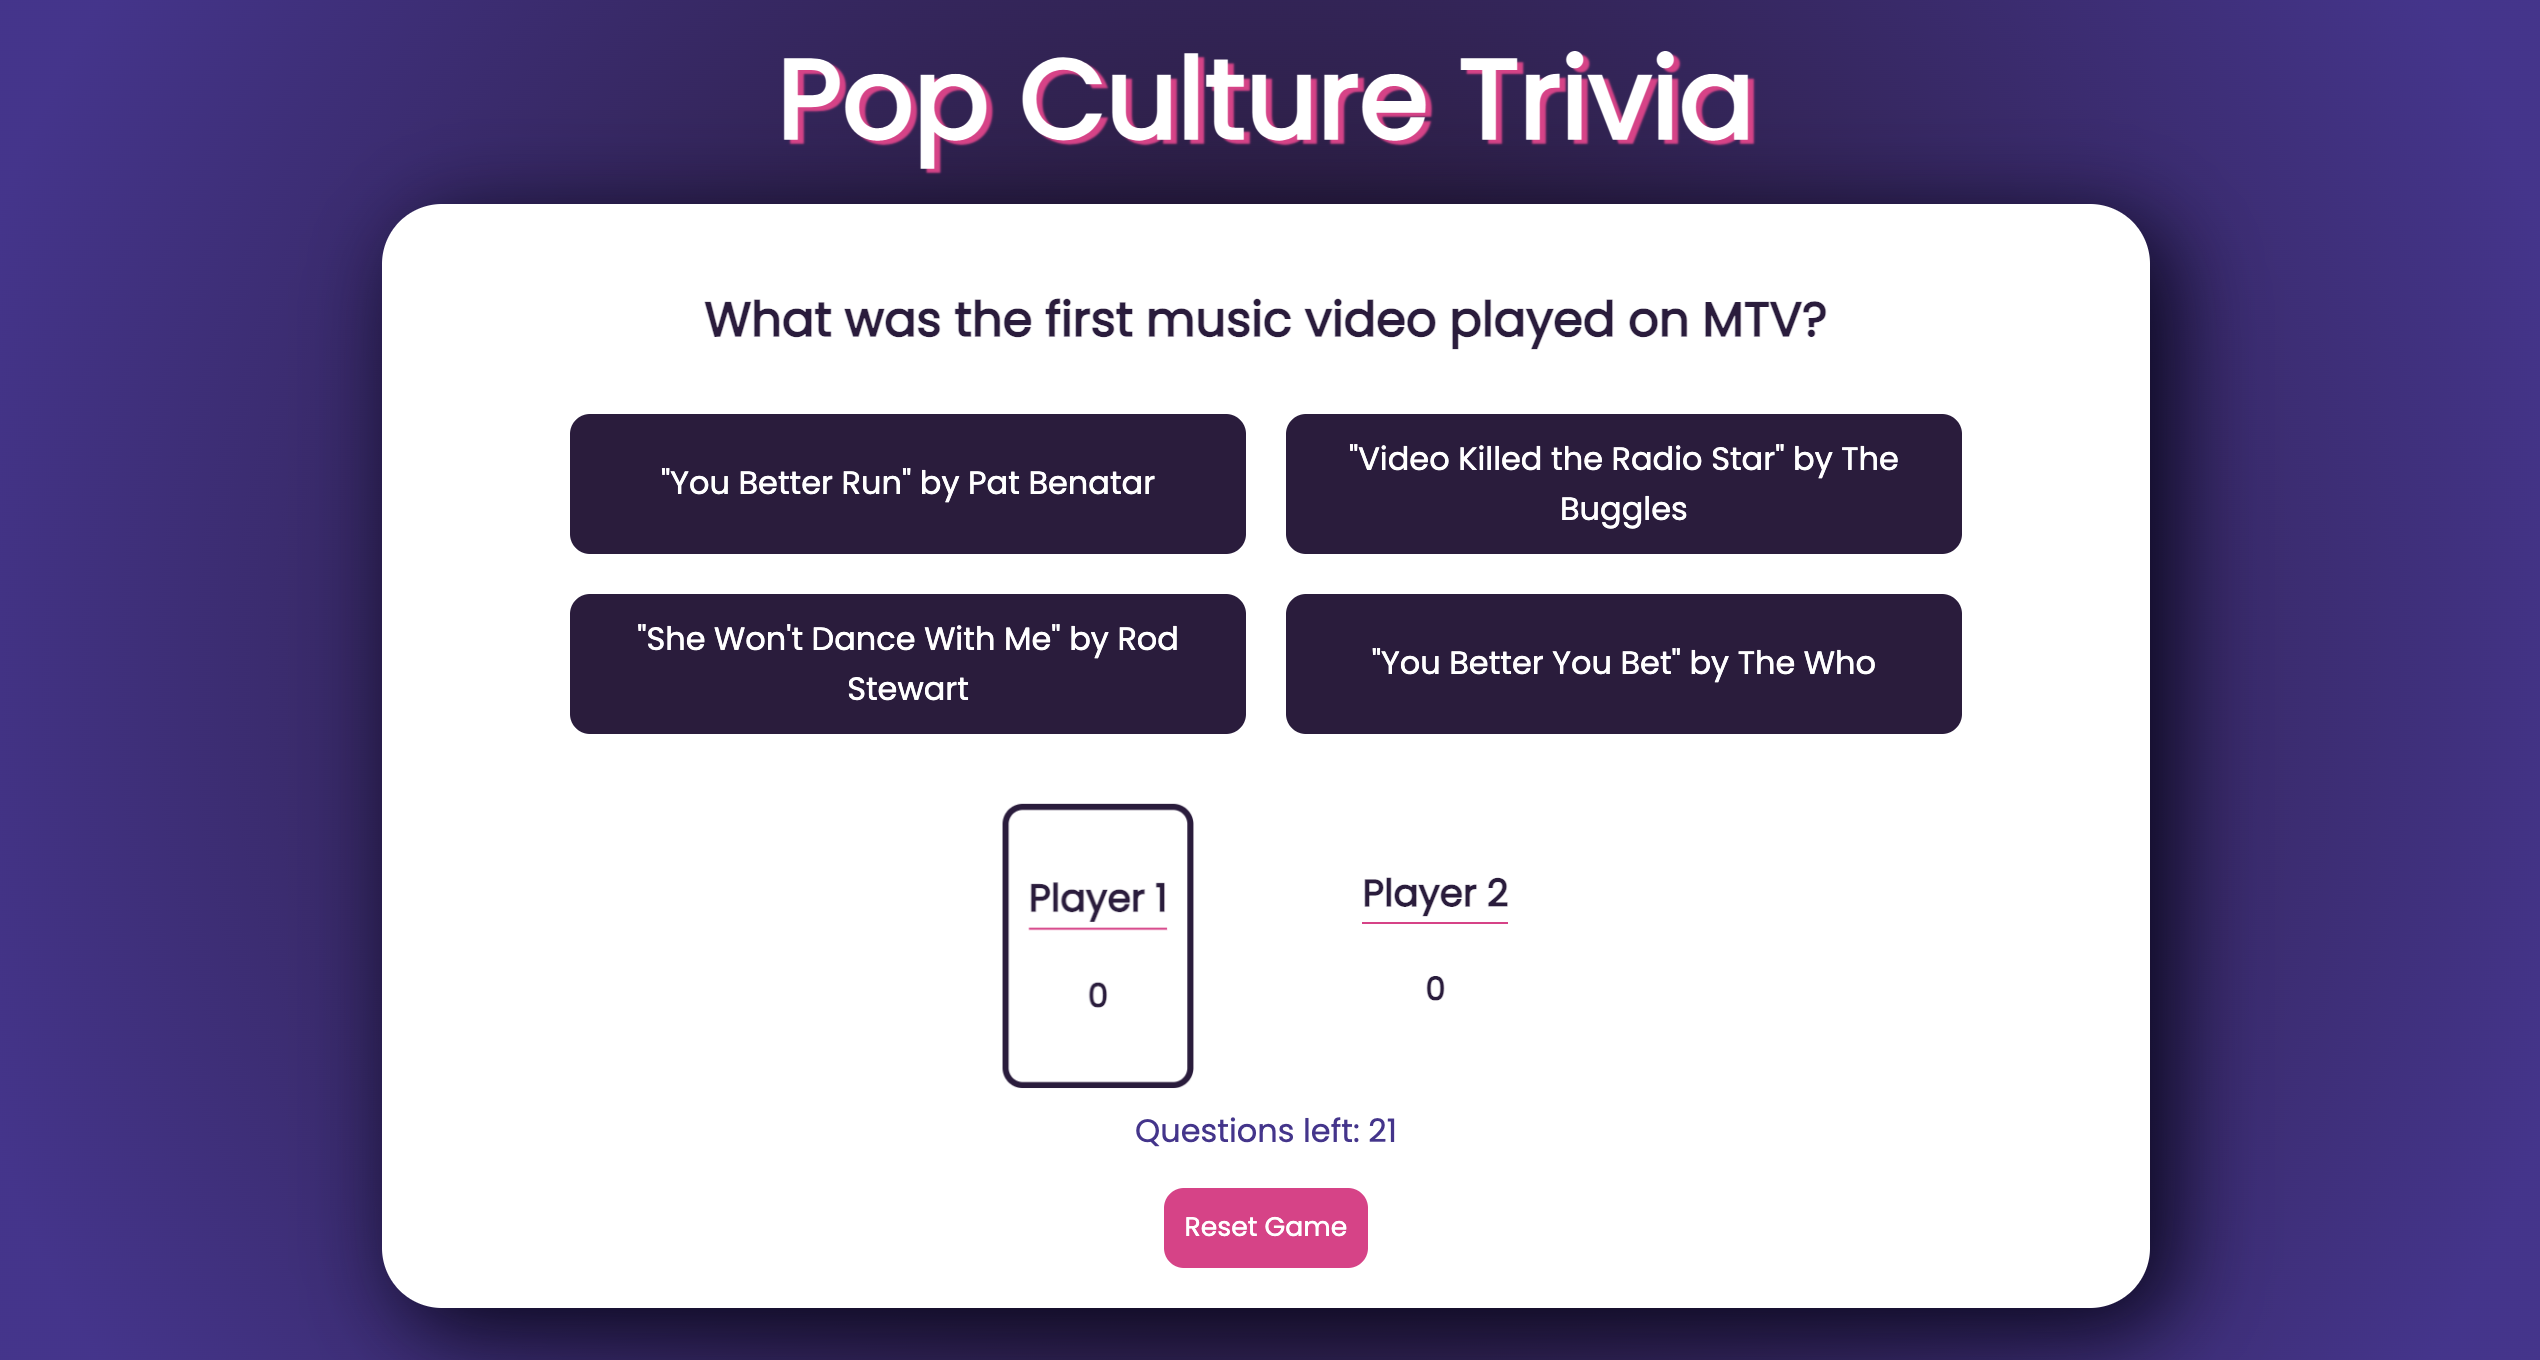 Pop Culture Trivia
What was the first music video played on MTV?
"You Better Run" by Pat Benatar
"Video Killed the Radio Star" by The
Buggles
"She Won't Dance With Me" by Rod
Stewart
"You Better You Bet" by The Who
Player 1
0
Player 2
0
Questions left: 21
Reset Game